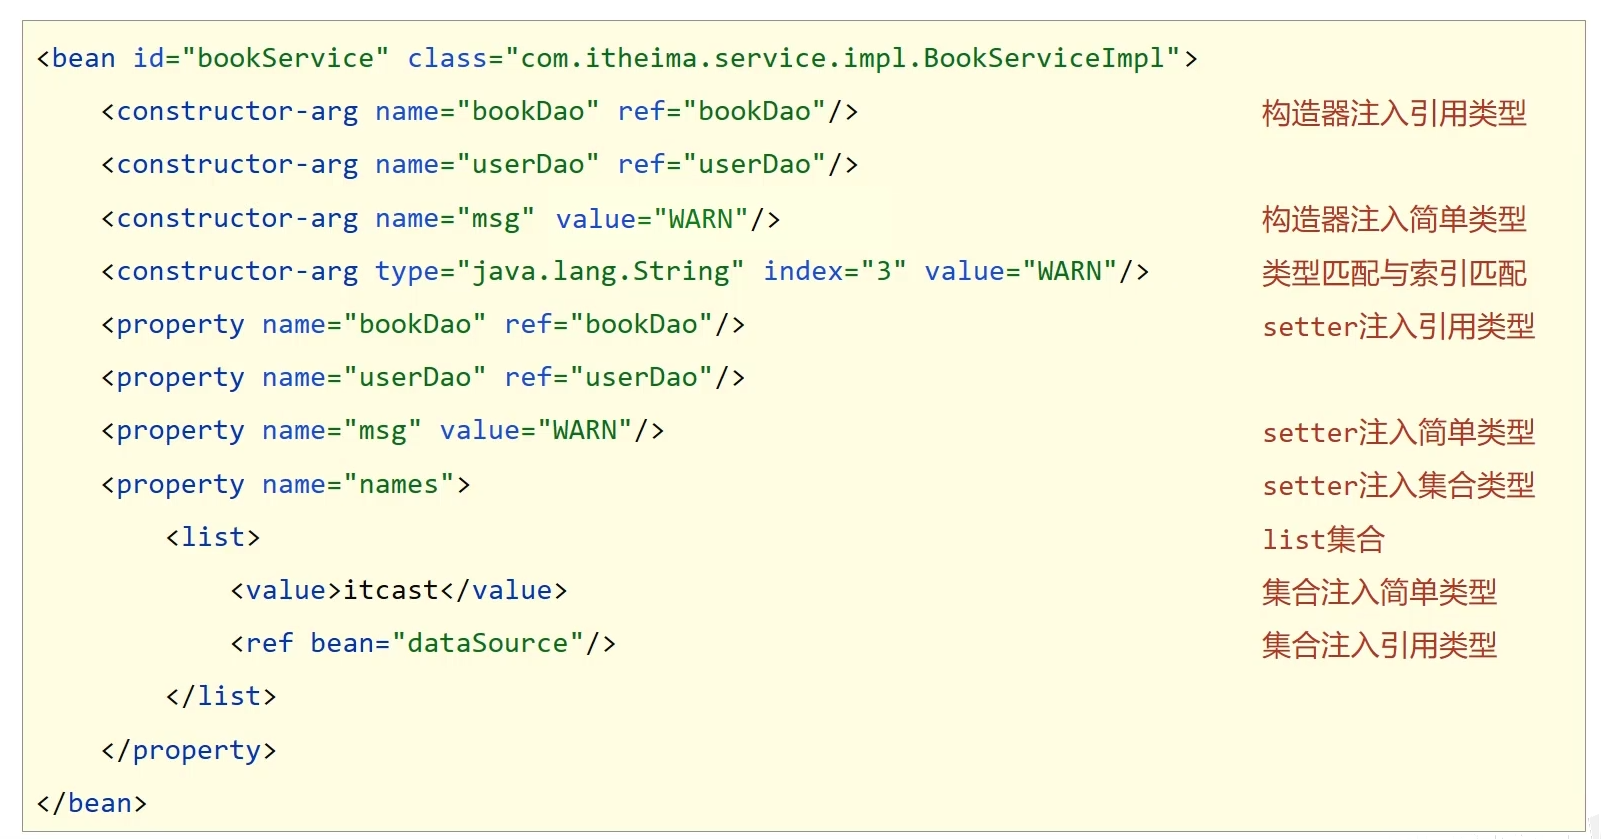 <bean id="bookService" class="com.itheima.service.impl.BookServiceImpl">
<constructor-arg name="bookDao" ref="bookDao"/> 构造器注入引用类型
<constructor-arg name="userDao" ref="userDao"/>
<constructor-arg name="msg" value="WARN"/> 构造器注入简单类型
<constructor-arg type="java.lang.String" index="3" value="WARN"/> 类型匹配与索引匹配
<property name="bookDao" ref="bookDao"/> setter注入引用类型
<property name="userDao" ref="userDao"/>
<property name="msg" value="WARN"/> setter注入简单类型
<property name="names"> setter注入集合类型
<list> list集合
<value>itcast</value> 集合注入简单类型
<ref bean="dataSource"/> 集合注入引用类型
</list>
</property>
</bean>